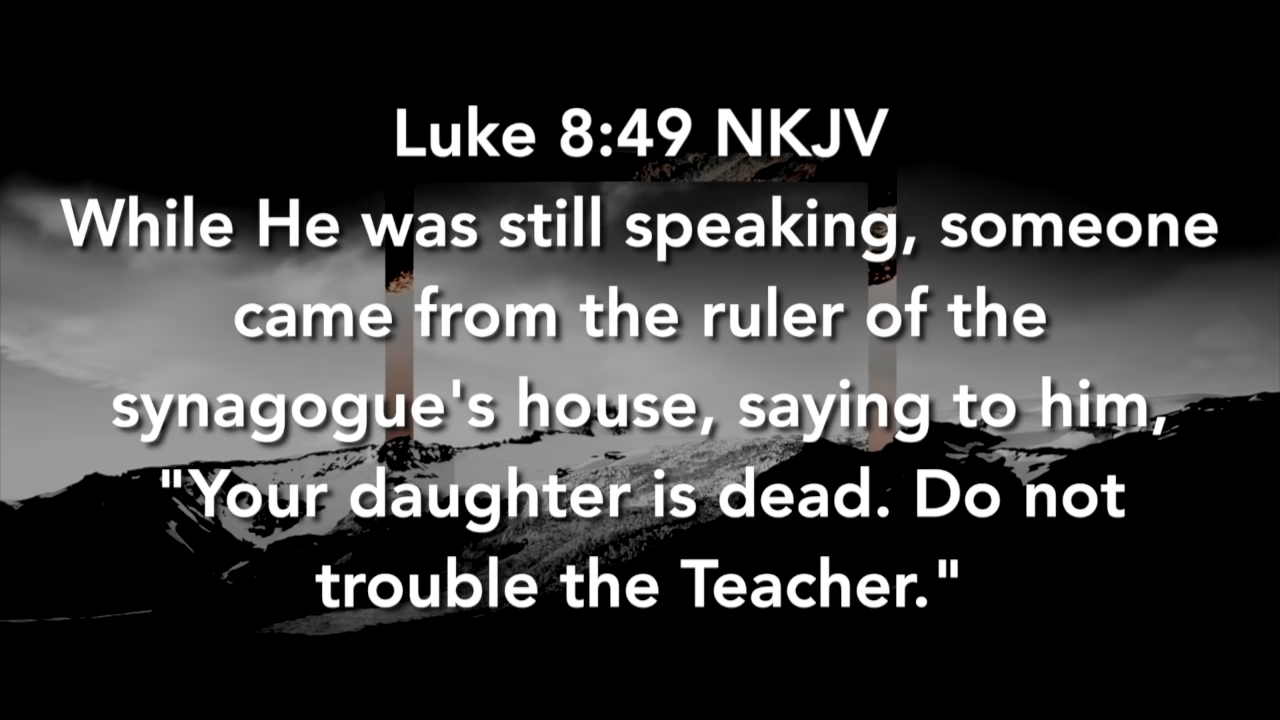 Luke 8:49 NKJV
While He was still speaking, someone
came from the ruler of the
synagogue's house, saying to him,
"Your daughter is dead. Do not
trouble the Teacher."